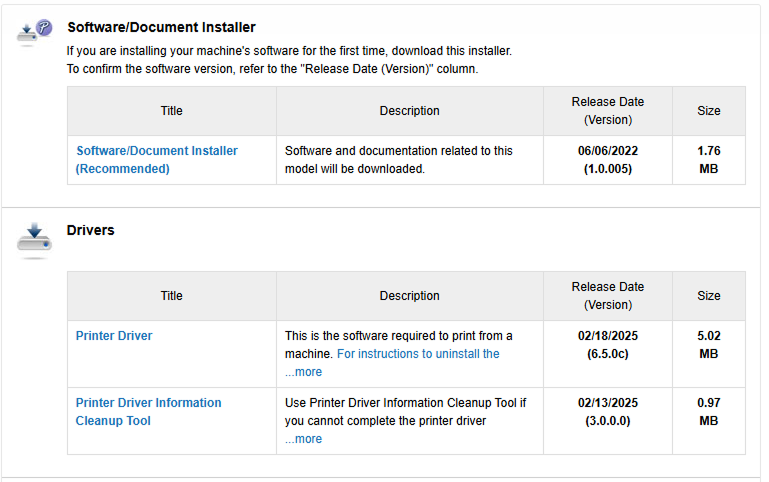 Software/Document Installer
If you are installing your machine's software for the first time, download this installer.
To confirm the software version, refer to the "Release Date (Version)" column.
Title Description Release Date (Version) Size
Software/Document Installer (Recommended)
Software and documentation related to this model will be downloaded.
06/06/2022 (1.0.005)
1.76 MB
Drivers
Title Description Release Date (Version) Size
Printer Driver
This is the software required to print from a
machine. For instructions to uninstall the
...more
02/18/2025
(6.5.0c)
5.02
MB
Printer Driver Information
Cleanup Tool
Use Printer Driver Information Cleanup Tool if
you cannot complete the printer driver
...more
02/13/2025
(3.0.0.0)
0.97
MB